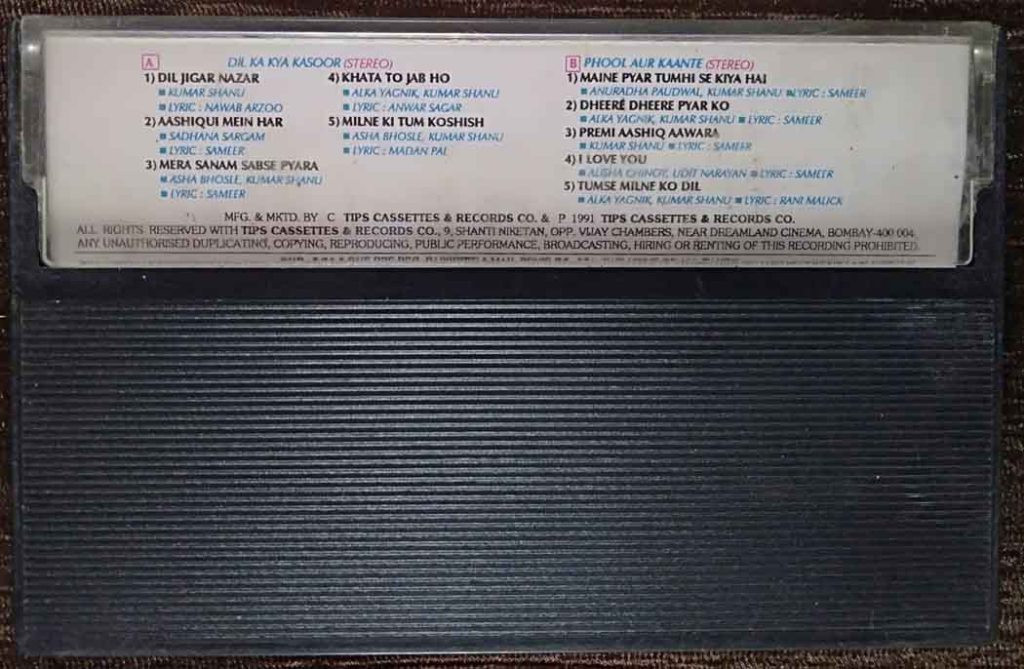 A DIL KA KYA KASOOR (STEREO)
1) DIL JIGAR NAZAR
KUMAR SHANU
LYRIC : NAWAB ARZOO
2) AASHIQUI MEIN HAR
SADHANA SARGAM
LYRIC : SAMEER
3) MERA SANAM SABSE PYARA
ASHA BHOSLE, KUMAR SHANU
LYRIC : SAMEER
4) KHATA TO JAB HO
ALKA YAGNIK, KUMAR SHANU
LYRIC : ANWAR SAGAR
5) MILNE KI TUM KOSHISH
ASHA BHOSLE, KUMAR SHANU
LYRIC : MADAN PAL
B PHOOL AUR KAANTE (STEREO)
1) MAINE PYAR TUMHI SE KIYA HAI
ANURADHA PAUDWAL, KUMAR SHANU LYRIC : SAMEER
2) DHEERE DHEERE PYAR KO
ALKA YAGNIK, KUMAR SHANU LYRIC : SAMEER
3) PREMI AASHIQ AAWARA
KUMAR SHANU LYRIC : SAMEER
4) I LOVE YOU
ALISHA CHINOY, UDIT NARAYAN LYRIC : SAMEER
5) TUMSE MILNE KO DIL
ALKA YAGNIK, KUMAR SHANU LYRIC : RANI MALICK
MFG. & MKTD. BY C TIPS CASSETTES & RECORDS CO. & P 1991 TIPS CASSETTES & RECORDS CO.
ALL RIGHTS RESERVED WITH TIPS CASSETTES & RECORDS CO., 9, SHANTI NIKETAN, OPP. VIJAY CHAMBERS, NEAR DREAMLAND CINEMA, BOMBAY-400 004.
ANY UNAUTHORISED DUPLICATING, COPYING, REPRODUCING, PUBLIC PERFORMANCE, BROADCASTING, HIRING OR RENTING OF THIS RECORDING PROHIBITED.